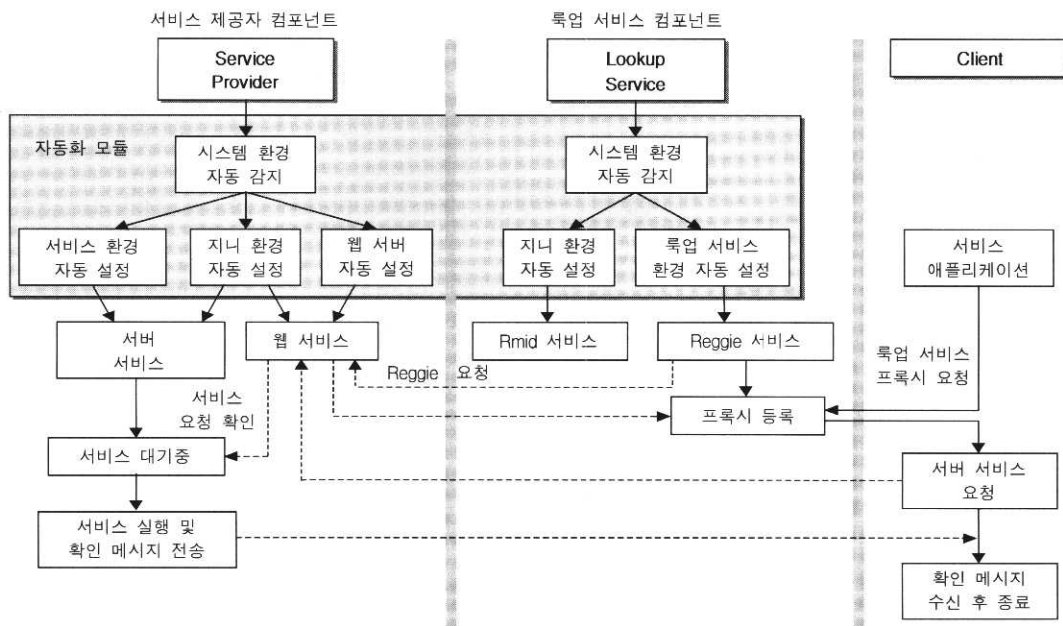 서비스 제공자 컴포넌트
룩업 서비스 컴포넌트
Service
Provider
Lookup
Service
Client
자동화 모듈
시스템 환경
자동 감지
시스템 환경
자동 감지
서비스 환경
자동 설정
지니 환경
자동 설정
웹 서버
자동 설정
지니 환경
자동 설정
룩업 서비스
환경 자동 설정
서비스
애플리케이션
서버
서비스
웹 서비스
Rmid 서비스
Reggie 서비스
Reggie 요청
룩업 서비스
프록시 요청
서비스
요청 확인
프록시 등록
서비스 대기중
서버 서비스
요청
서비스 실행 및
확인 메시지 전송
확인 메시지
수신 후 종료